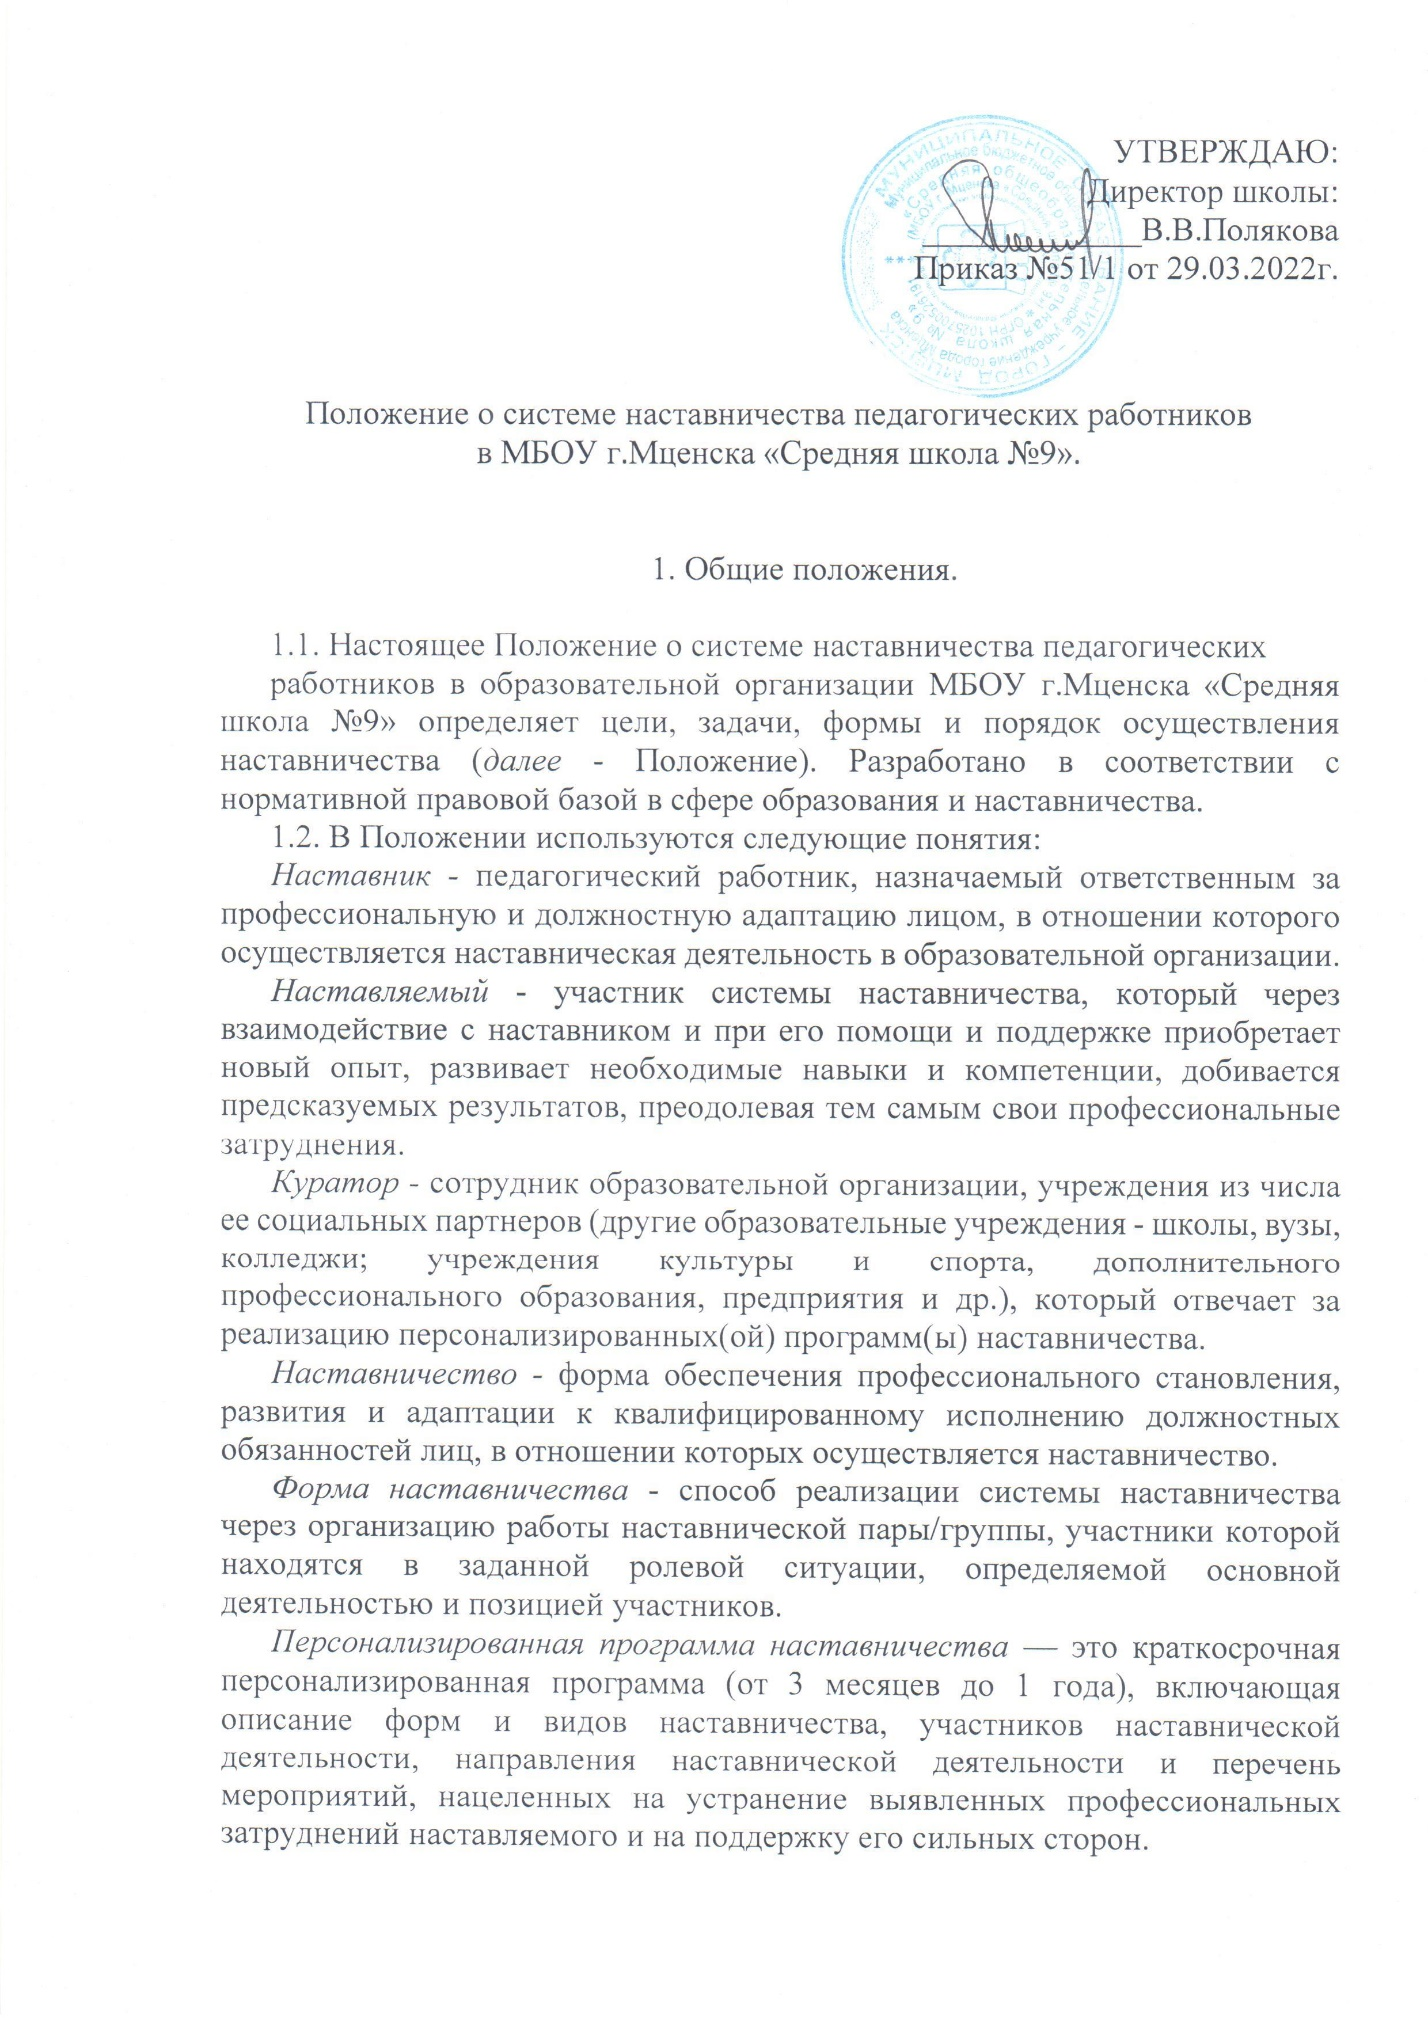 УТВЕРЖДАЮ:
Директор школы:
В.В.Полякова
Приказ №51/1 от 29.03.2022г.
Положение о системе наставничества педагогических работников
в МБОУ г.Мценска «Средняя школа №9».
1. Общие положения.
1.1. Настоящее Положение о системе наставничества педагогических
работников в образовательной организации МБОУ г.Мценска «Средняя
школа №9» определяет цели, задачи, формы и порядок осуществления
наставничества (далее - Положение). Разработано в соответствии с
нормативной правовой базой в сфере образования и наставничества.
1.2. В Положении используются следующие понятия:
Наставник - педагогический работник, назначаемый ответственным за
профессиональную и должностную адаптацию лицом, в отношении которого
осуществляется наставническая деятельность в образовательной организации.
Наставляемый - участник системы наставничества, который через
взаимодействие с наставником и при его помощи и поддержке приобретает
новый опыт, развивает необходимые навыки и компетенции, добивается
предсказуемых результатов, преодолевая тем самым свои профессиональные
затруднения.
Куратор - сотрудник образовательной организации, учреждения из числа
ее социальных партнеров (другие образовательные учреждения - школы, вузы,
колледжи; учреждения культуры и спорта, дополнительного
профессионального образования, предприятия и др.), который отвечает за
реализацию персонализированных(ой) программ(ы) наставничества.
Наставничество - форма обеспечения профессионального становления,
развития и адаптации к квалифицированному исполнению должностных
обязанностей лиц, в отношении которых осуществляется наставничество.
Форма наставничества - способ реализации системы наставничества
через организацию работы наставнической пары/группы, участники которой
находятся в заданной ролевой ситуации, определяемой основной
деятельностью и позицией участников.
Персонализированная программа наставничества — это краткосрочная
персонализированная программа (от 3 месяцев до 1 года), включающая
описание форм и видов наставничества, участников наставнической
деятельности, направления наставнической деятельности и перечень
мероприятий, нацеленных на устранение выявленных профессиональных
затруднений наставляемого и на поддержку его сильных сторон.